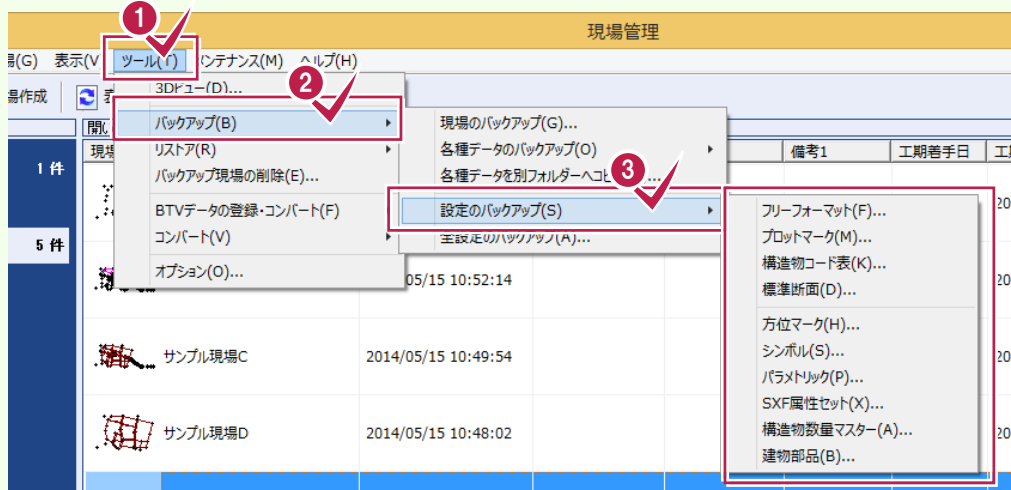 1
2
3
現場管理
(G) 表示(V ツール(T) ンテナンス(M) ヘルプ(H)
場作成
3Dビュー(D)...
バックアップ(B)
リストア(R)
バックアップ現場の削除(E)...
BTVデータの登録・コンバート(F)
コンバート(V)
オプション(O)...
現場のバックアップ(G)...
各種データのバックアップ(O)
各種データを別フォルダーへコピ
設定のバックアップ(S)
全設定のバックアップ(A)...
フリーフォーマット(F)...
プロットマーク(M)...
構造物コード表(K)...
標準断面(D)...
方位マーク(H)...
シンボル(S)...
パラメトリック(P)...
SXF属性セット(X)...
構造物数量マスター(A)...
建物部品(B)...
備考1 工期着手日
1 件
5 件
05/15 10:52:14
サンプル現場C 2014/05/15 10:49:54
サンプル現場D 2014/05/15 10:48:02